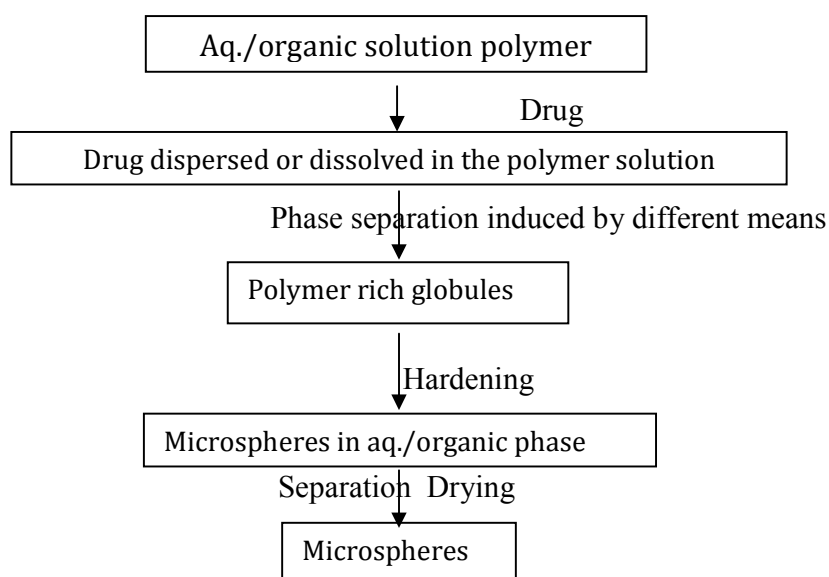 Aq./organic solution polymer
Drug
Drug dispersed or dissolved in the polymer solution
Phase separation induced by different means
Polymer rich globules
Hardening
Microspheres in aq./organic phase
Separation Drying
Microspheres